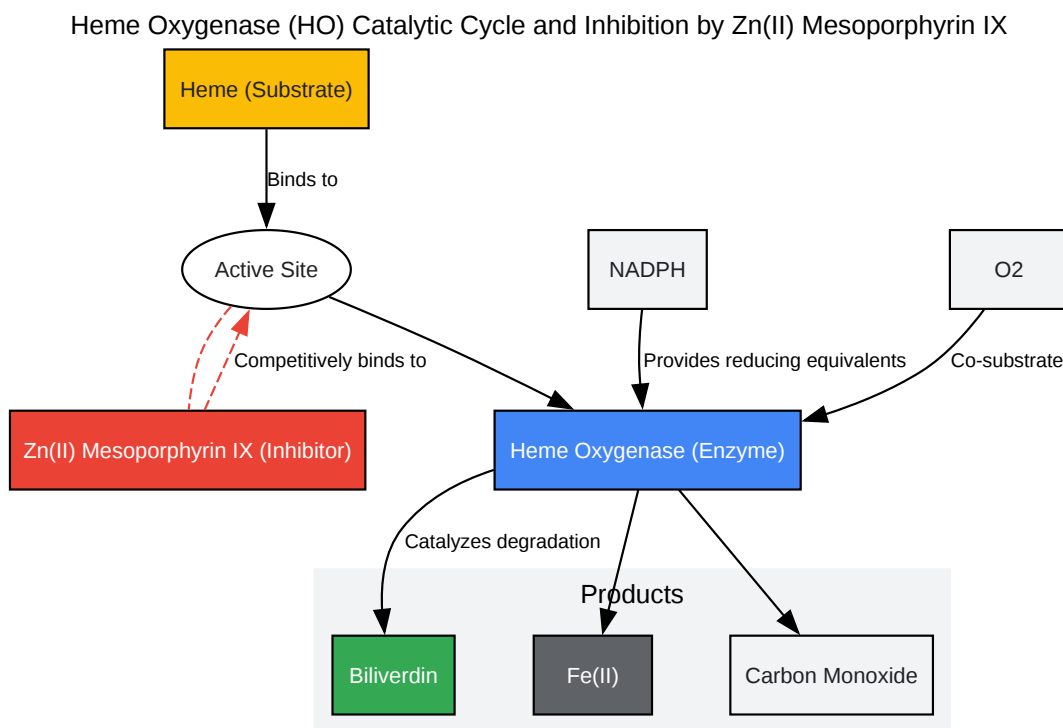 Heme Oxygenase (HO) Catalytic Cycle and Inhibition by Zn(II) Mesoporphyrin IX
Heme (Substrate)
Binds to
Active Site
NADPH
O2
Competitively binds to
Provides reducing equivalents
Co-substrate
Zn(II) Mesoporphyrin IX (Inhibitor)
Heme Oxygenase (Enzyme)
Catalyzes degradation
Products
Biliverdin
Fe(II)
Carbon Monoxide